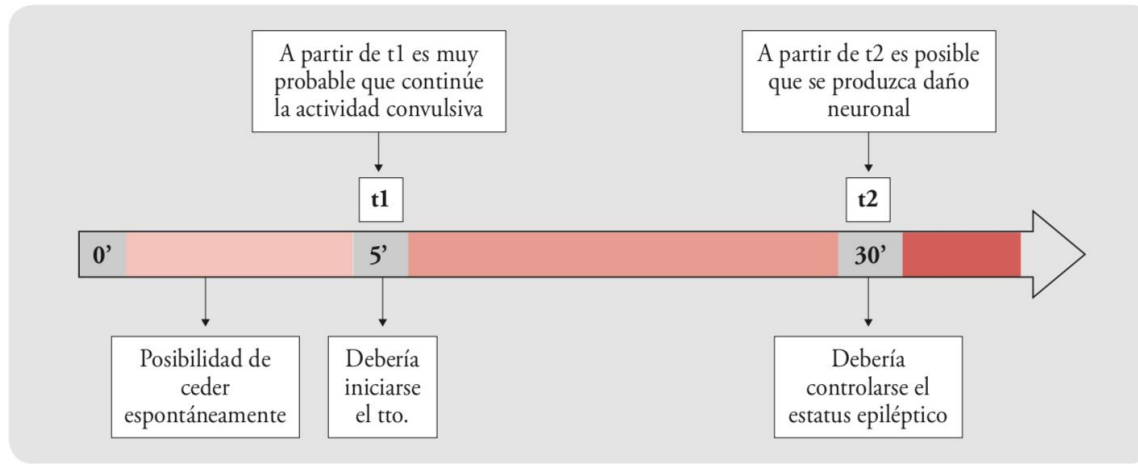 A partir de t1 es muy
probable que continúe
la actividad convulsiva
A partir de t2 es posible
que se produzca daño
neuronal
t1
t2
0’
5’
30’
Posibilidad de
ceder
espontáneamente
Debería
iniciarse
el tto.
Debería
controlarse el
estatus epiléptico